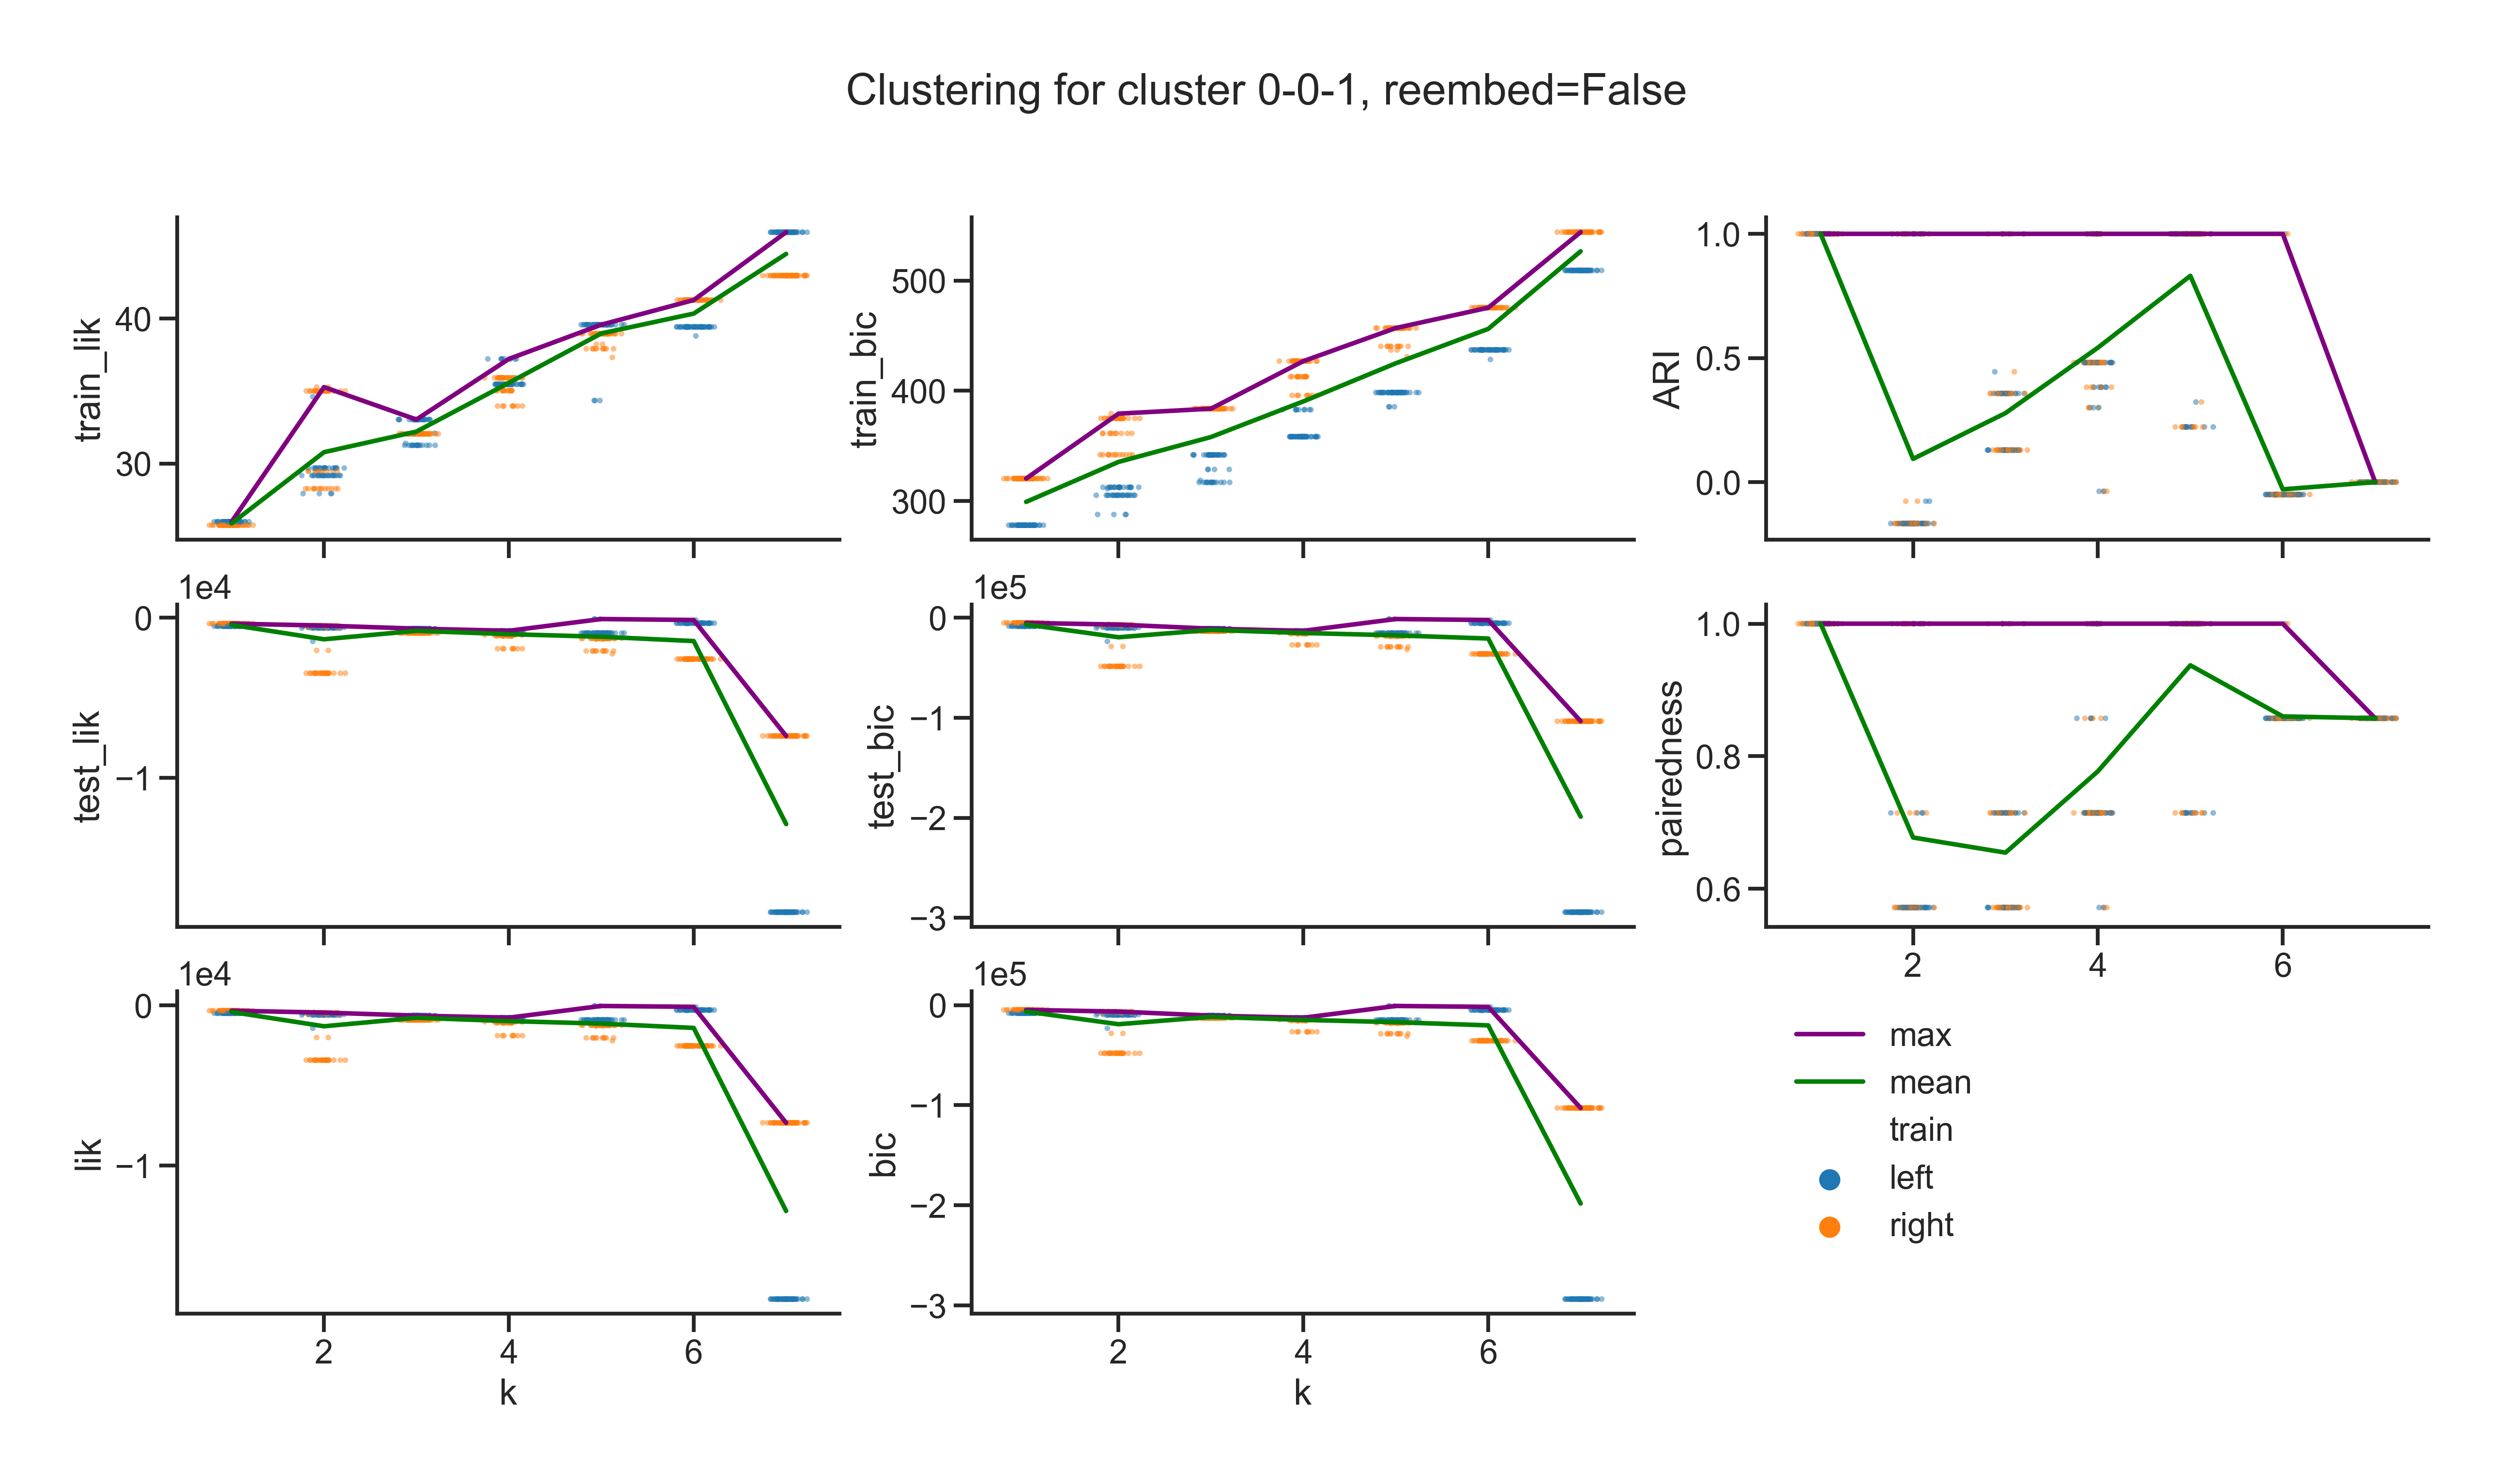 Clustering for cluster 0-0-1, reembed=False
train_lik
40
30
train_bic
500
400
300
ARI
1.0
0.5
0.0
1e4
test_lik
0
−1
1e5
test_bic
0
−1
−2
−3
pairedness
1.0
0.8
0.6
2
4
6
1e4
lik
0
−1
2
4
6
k
1e5
bic
0
−1
−2
−3
2
4
6
k
max
mean
train
left
right